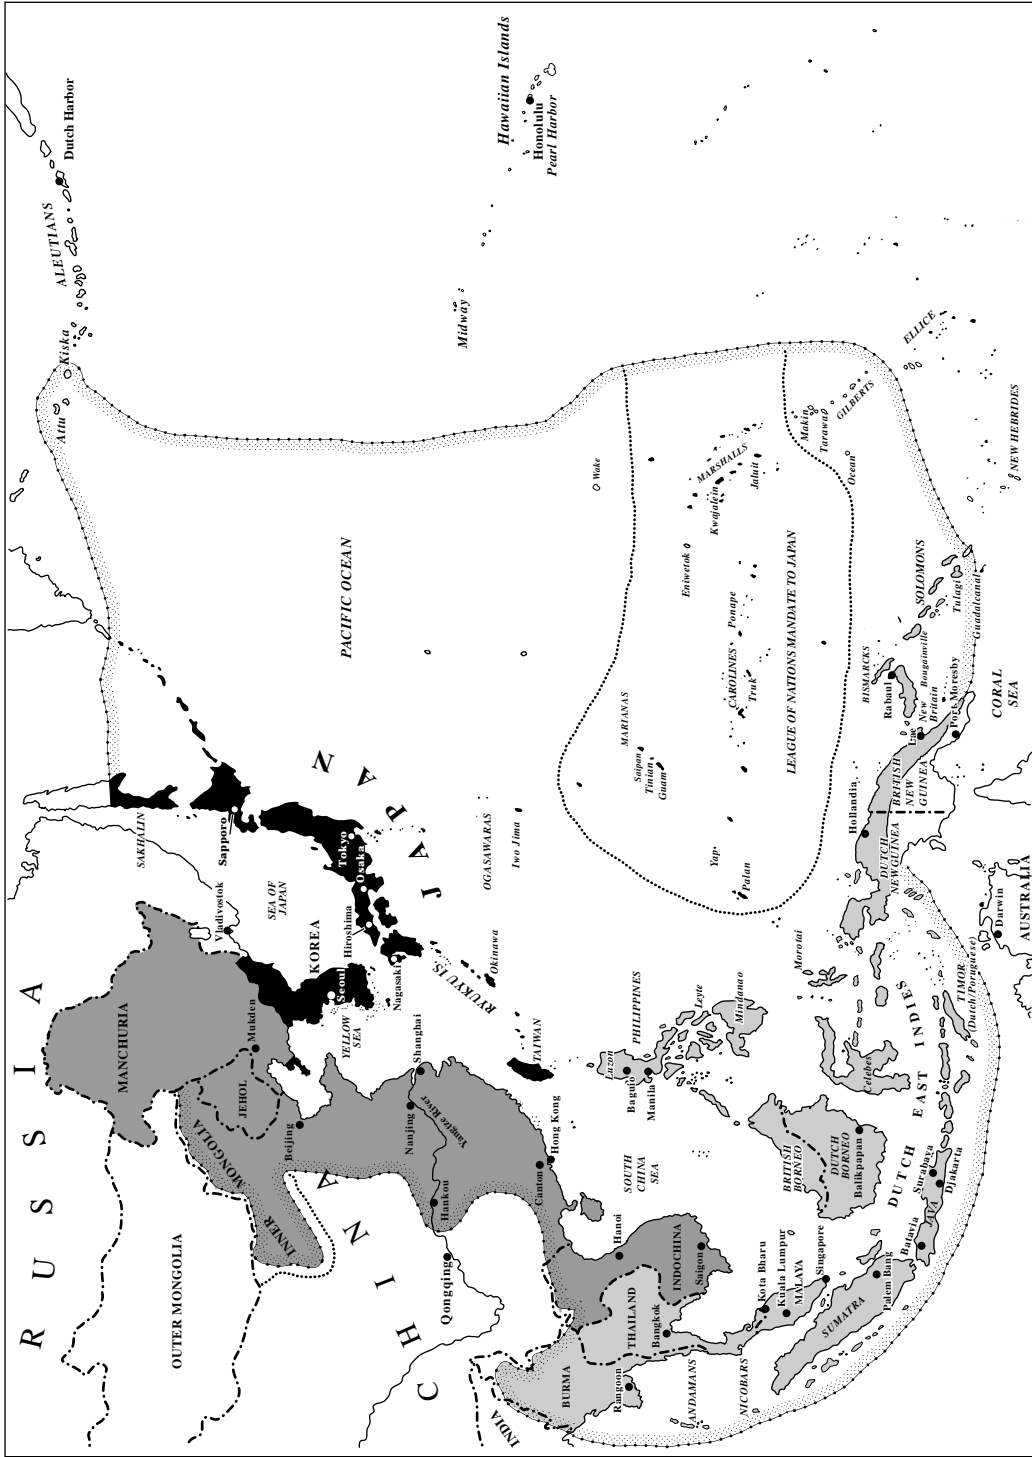 R U S S I A
OUTER MONGOLIA
MANCHURIA
JEHOL
INNER
MONGOLIA
C H I N A
Mukden
Beijing
Nanjing
Shanghai
Yangtze River
Hankou
Qongqing
Canton
Hong Kong
Vladivostok
SAKHALIN
Sapporo
SEA OF
JAPAN
KOREA
Seoul
YELLOW
SEA
Hiroshima
Nagasaki
Tokyo
Osaka
J A P A N
RYUKYU IS.
Okinawa
TAIWAN
OGASAWARAS
Iwo Jima
PACIFIC OCEAN
Attu
Kiska
ALEUTIANS
Dutch Harbor
Midway
Hawaiian Islands
Honolulu
Pearl Harbor
Wake
MARIANAS
Saipan
Tinian
Guam
Eniwetok
Kwajalein
MARSHALLS
Jaluit
CAROLINES
Ponape
Truk
Yap
Palan
LEAGUE OF NATIONS MANDATE TO JAPAN
Makin
Tarawa
GILBERTS
Ocean
ELLICE
NEW HEBRIDES
SOLOMONS
Tulagi
Guadalcanal
BISMARCKS
Rabaul
Bougainville
New
Britain
Lae
Port Moresby
CORAL
SEA
BRITISH
NEW
GUINEA
Hollandia
DUTCH
NEWGUINEA
AUSTRALIA
Darwin
TIMOR
(Dutch/Poruguese)
Morotai
PHILIPPINES
Luzon
Baguio
Manila
Leyte
Mindanao
SOUTH
CHINA
SEA
BRITISH
BORNEO
DUTCH
BORNEO
Balikpapan
Celebes
DUTCH EAST INDIES
Surabaya
Djakarta
JAVA
Batavia
Palem Bang
SUMATRA
Singapore
MALAYA
Kuala Lumpur
Kota Bharu
Hanoi
INDOCHINA
Saigon
THAILAND
Bangkok
BURMA
Rangoon
INDIA
ANDAMANS
NICOBARS